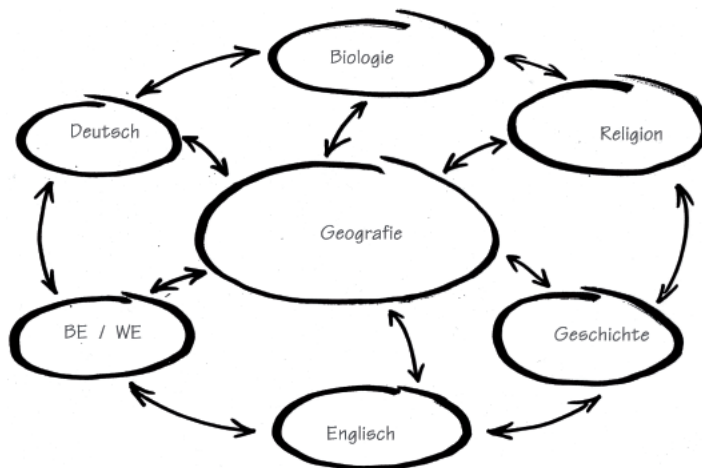 Biologie
Deutsch
Religion
Geografie
BE / WE
Geschichte
Englisch